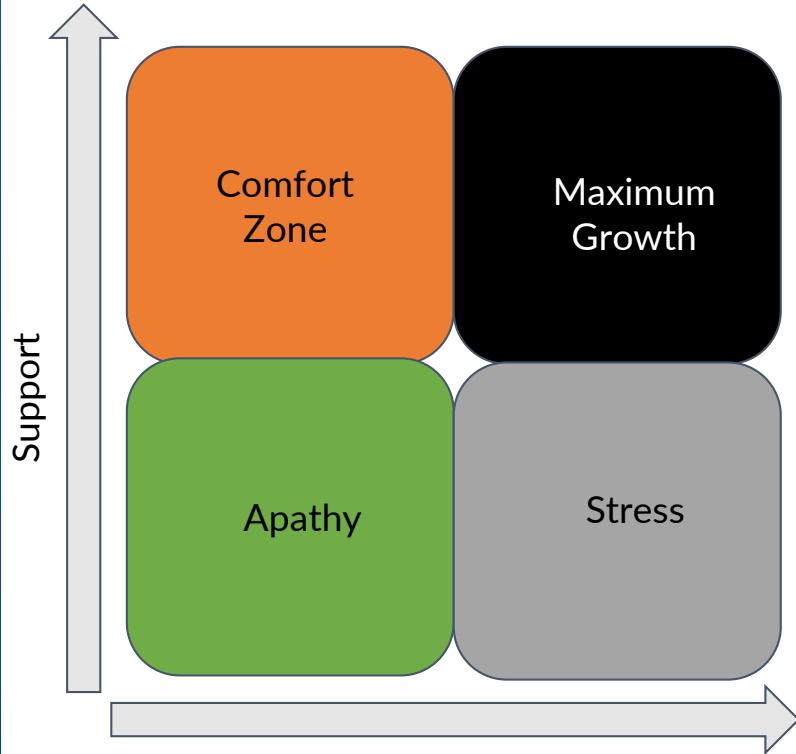 Comfort
Zone
Maximum
Growth
Support
Apathy
Stress